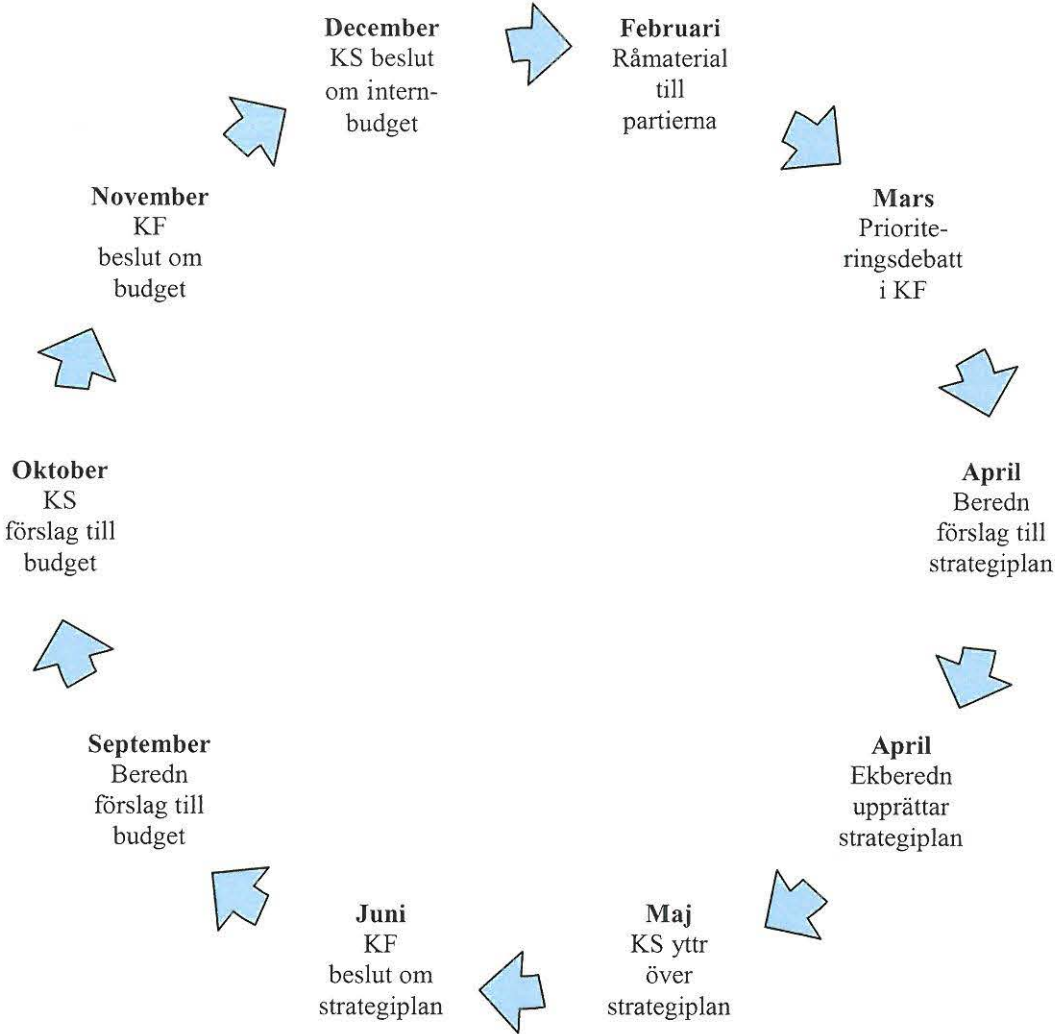 December
KS beslut
om intern-
budget
Februari
Råmaterial
till
partierna
Mars
Priorite-
ringsdebatt
i KF
April
Beredn
förslag till
strategiplan
April
Ekberedn
upprättar
strategiplan
Maj
KS yttr
över
strategiplan
Juni
KF
beslut om
strategiplan
September
Beredn
förslag till
budget
Oktober
KS
förslag till
budget
November
KF
beslut om
budget